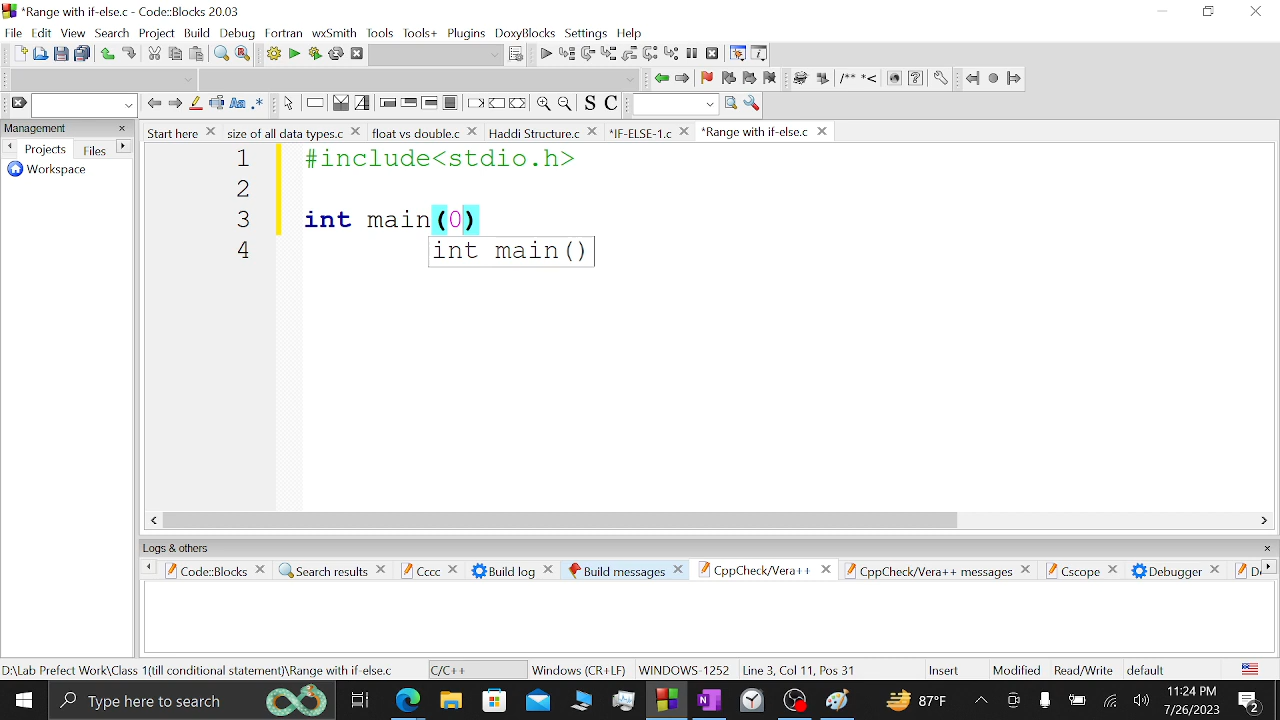 *Range with if-else.c - Code::Blocks 20.03
File Edit View Search Project Build Debug Fortran wxSmith Tools Tools+ Plugins DoxyBlocks Settings Help
/** *<
Aa .* S C
Management
Start here size of all data types.c float vs double.c Haddi Structure.c *IF-ELSE-1.c *Range with if-else.c
Projects Files
Workspace
1 #include<stdio.h>
2
3 int main(0)
4 int main()
Logs & others
Code::Blocks Search results Cccc Build log Build messages CppCheck/Vera++ CppCheck/Vera++ messages Cscope Debugger
D:\Lab Prefect Work\Class 1(till conditional statement)\Range with if-else.c C/C++ Windows (CR+LF) WINDOWS-1252 Line 3, Col 11, Pos 31 Insert Modified Read/Write default
Type here to search 87°F 11:24 PM
7/26/2023 2